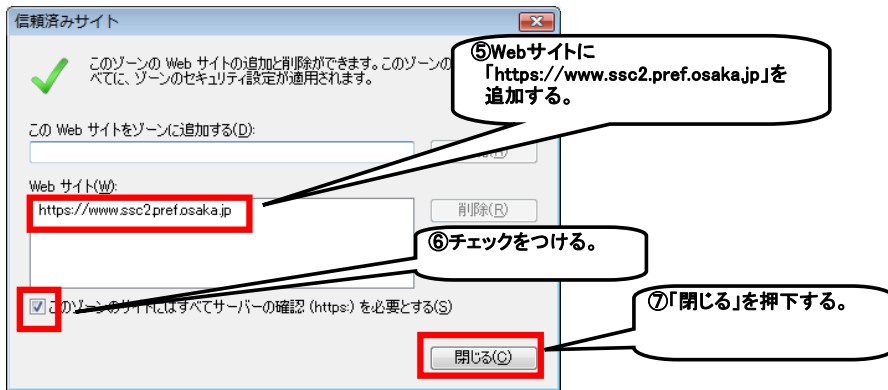 信頼済みサイト
このゾーンの Web サイトの追加と削除ができます。このゾーンの
べてに、ゾーンのセキュリティ設定が適用されます。
⑤Webサイトに
「https://www.ssc2.pref.osaka.jp」を
追加する。
この Web サイトをゾーンに追加する(D):
Web サイト(W):
https://www.ssc2.pref.osaka.jp
削除(R)
⑥チェックをつける。
このゾーンのサイトにはすべてサーバーの確認 (https:) を必要とする(S)
⑦「閉じる」を押下する。
閉じる(C)